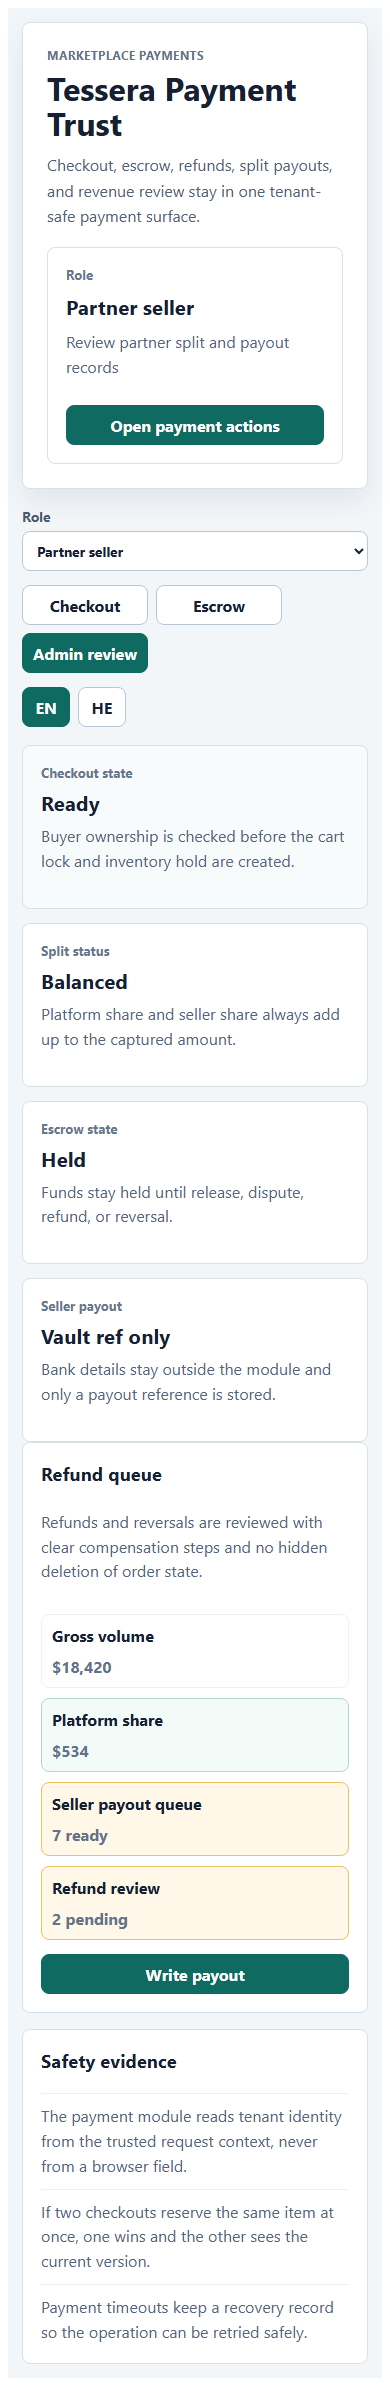 MARKETPLACE PAYMENTS
Tessera Payment
Trust
Checkout, escrow, refunds, split payouts,
and revenue review stay in one tenant-
safe payment surface.
Role
Partner seller
Review partner split and payout
records
Open payment actions
Role
Partner seller
Checkout
Escrow
Admin review
EN
HE
Checkout state
Ready
Buyer ownership is checked before the cart
lock and inventory hold are created.
Split status
Balanced
Platform share and seller share always add
up to the captured amount.
Escrow state
Held
Funds stay held until release, dispute,
refund, or reversal.
Seller payout
Vault ref only
Bank details stay outside the module and
only a payout reference is stored.
Refund queue
Refunds and reversals are reviewed with
clear compensation steps and no hidden
deletion of order state.
Gross volume
$18,420
Platform share
$534
Seller payout queue
7 ready
Refund review
2 pending
Write payout
Safety evidence
The payment module reads tenant identity
from the trusted request context, never
from a browser field.
If two checkouts reserve the same item at
once, one wins and the other sees the
current version.
Payment timeouts keep a recovery record
so the operation can be retried safely.